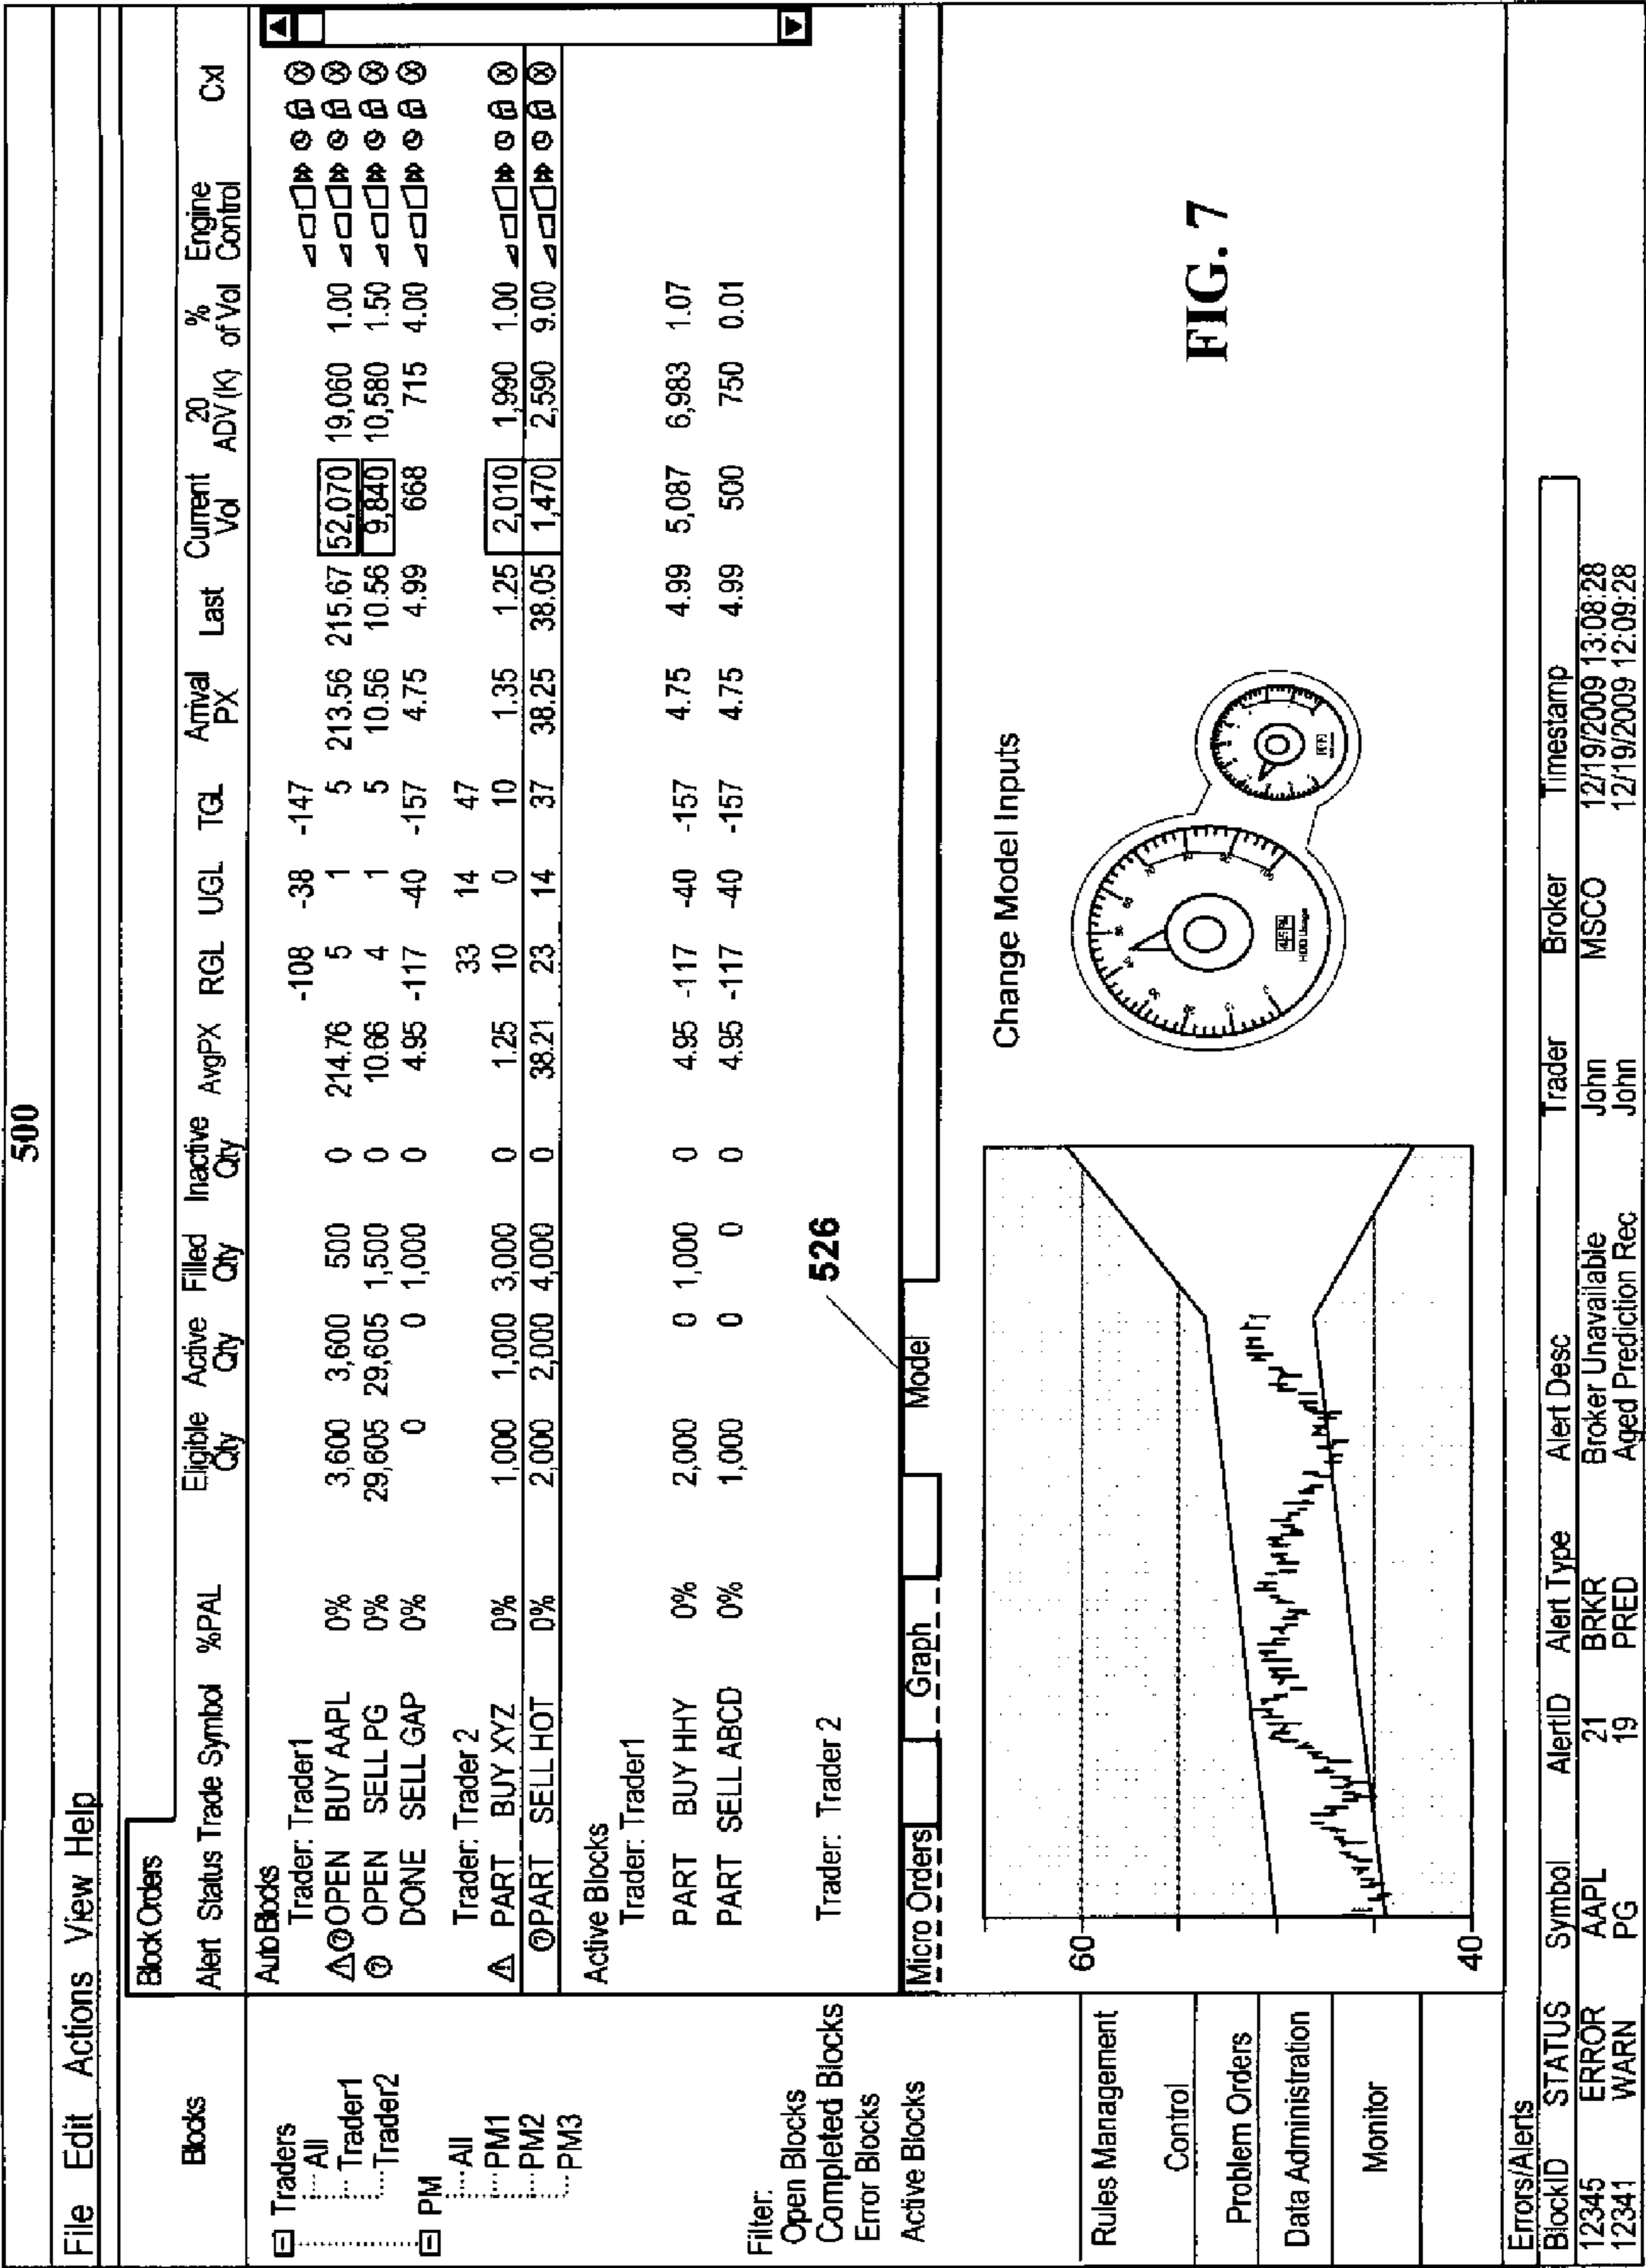 500
File Edit Actions View Help
Blocks
Traders
All
Trader1
Trader2
PM
All
PM1
PM2
PM3
Filter:
Open Blocks
Completed Blocks
Error Blocks
Active Blocks
Rules Management
Control
Problem Orders
Data Administration
Monitor
Block Orders
Alert Status Trade Symbol %PAL Eligible Qty Active Qty Filled Qty Inactive Qty AvgPX RGL UGL TGL Arrival PX Last Current Vol 20 ADV (K) % of Vol Engine Control Cxl
Auto Blocks
Trader: Trader1 -108 -38 -147
OPEN BUY AAPL 0% 3,600 3,600 500 0 214.76 5 1 5 213.56 215.67 52,070 19,060 1.00
OPEN SELL PG 0% 29,605 29,605 1,500 0 10.66 4 1 5 10.56 10.56 9,840 10,580 1.50
DONE SELL GAP 0% 0 0 1,000 0 4.95 -117 -40 -157 4.75 4.99 668 715 4.00
Trader: Trader 2 33 14 47
PART BUY XYZ 0% 1,000 1,000 3,000 0 1.25 10 0 10 1.35 1.25 2,010 1,990 1.00
PART SELL HOT 0% 2,000 2,000 4,000 0 38.21 23 14 37 38.25 38.05 1,470 2,590 9.00
Active Blocks
Trader: Trader1
PART BUY HHY 0% 2,000 0 1,000 0 4.95 -117 -40 -157 4.75 4.99 5,087 6,983 1.07
PART SELL ABCD 0% 1,000 0 0 0 4.95 -117 -40 -157 4.75 4.99 500 750 0.01
Trader: Trader 2
526
Micro Orders Graph Model
60
40
Change Model Inputs
HDD Usage
FIG. 7
Errors/Alerts
BlockID STATUS Symbol AlertID Alert Type Alert Desc Trader Broker Timestamp
12345 ERROR AAPL 21 BRKR Broker Unavailable John MSCO 12/19/2009 13:08:28
12341 WARN PG 19 PRED Aged Prediction Rec John 12/19/2009 12:09:28